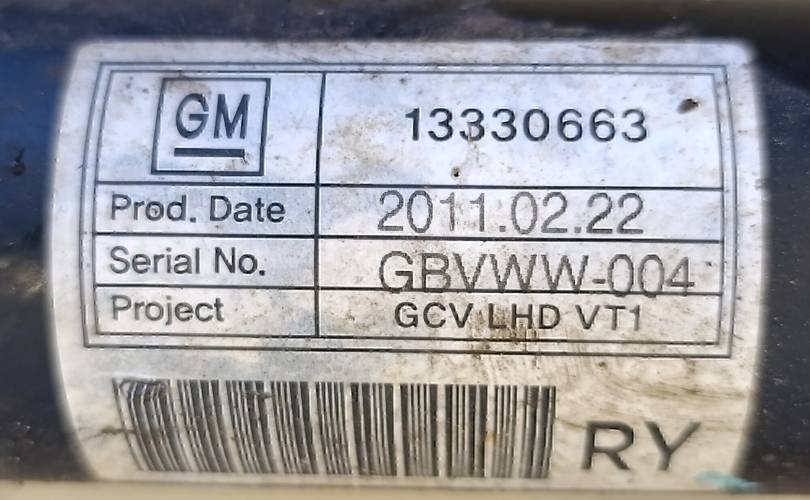 GM 13330663
Prod. Date 2011.02.22
Serial No. GBVWW-004
Project GCV LHD VT1
RY